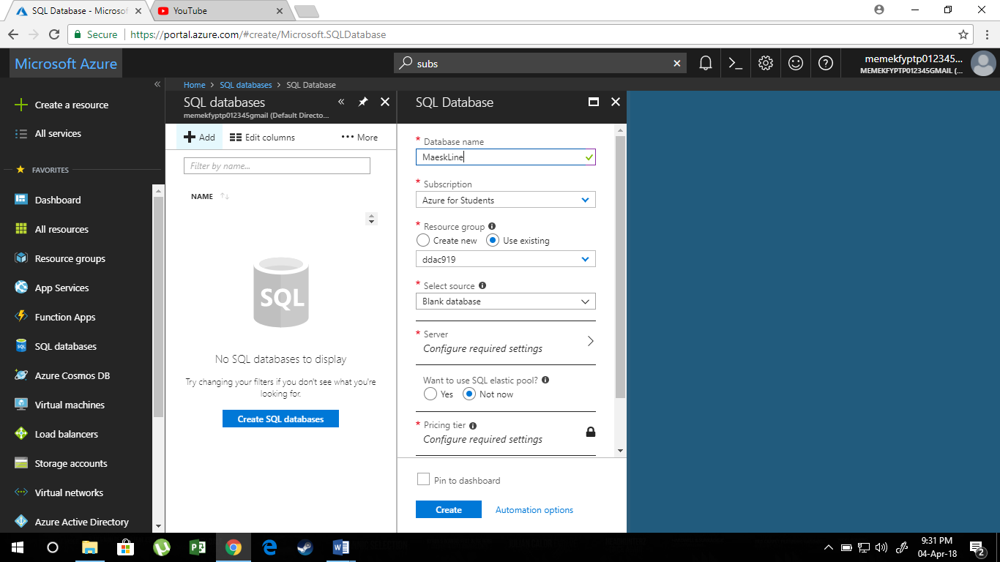 SQL Database - Microsof
YouTube
Secure
https://portal.azure.com/#create/Microsoft.SQLDatabase
Microsoft Azure
subs
memekfyptp012345...
MEMEKFYPTP012345GMAIL (...
Create a resource
All services
FAVORITES
Dashboard
All resources
Resource groups
App Services
Function Apps
SQL databases
Azure Cosmos DB
Virtual machines
Load balancers
Storage accounts
Virtual networks
Azure Active Directory
Home > SQL databases > SQL Database
SQL databases
memekfyptp012345gmail (Default Directo...
Add
Edit columns
More
Filter by name...
NAME
SQL
No SQL databases to display
Try changing your filters if you don't see what you're
looking for.
Create SQL databases
SQL Database
* Database name
MaeskLine
* Subscription
Azure for Students
* Resource group
Create new
Use existing
ddac919
* Select source
Blank database
* Server
Configure required settings
Want to use SQL elastic pool?
Yes
Not now
* Pricing tier
Configure required settings
Pin to dashboard
Create
Automation options
9:31 PM
04-Apr-18
2